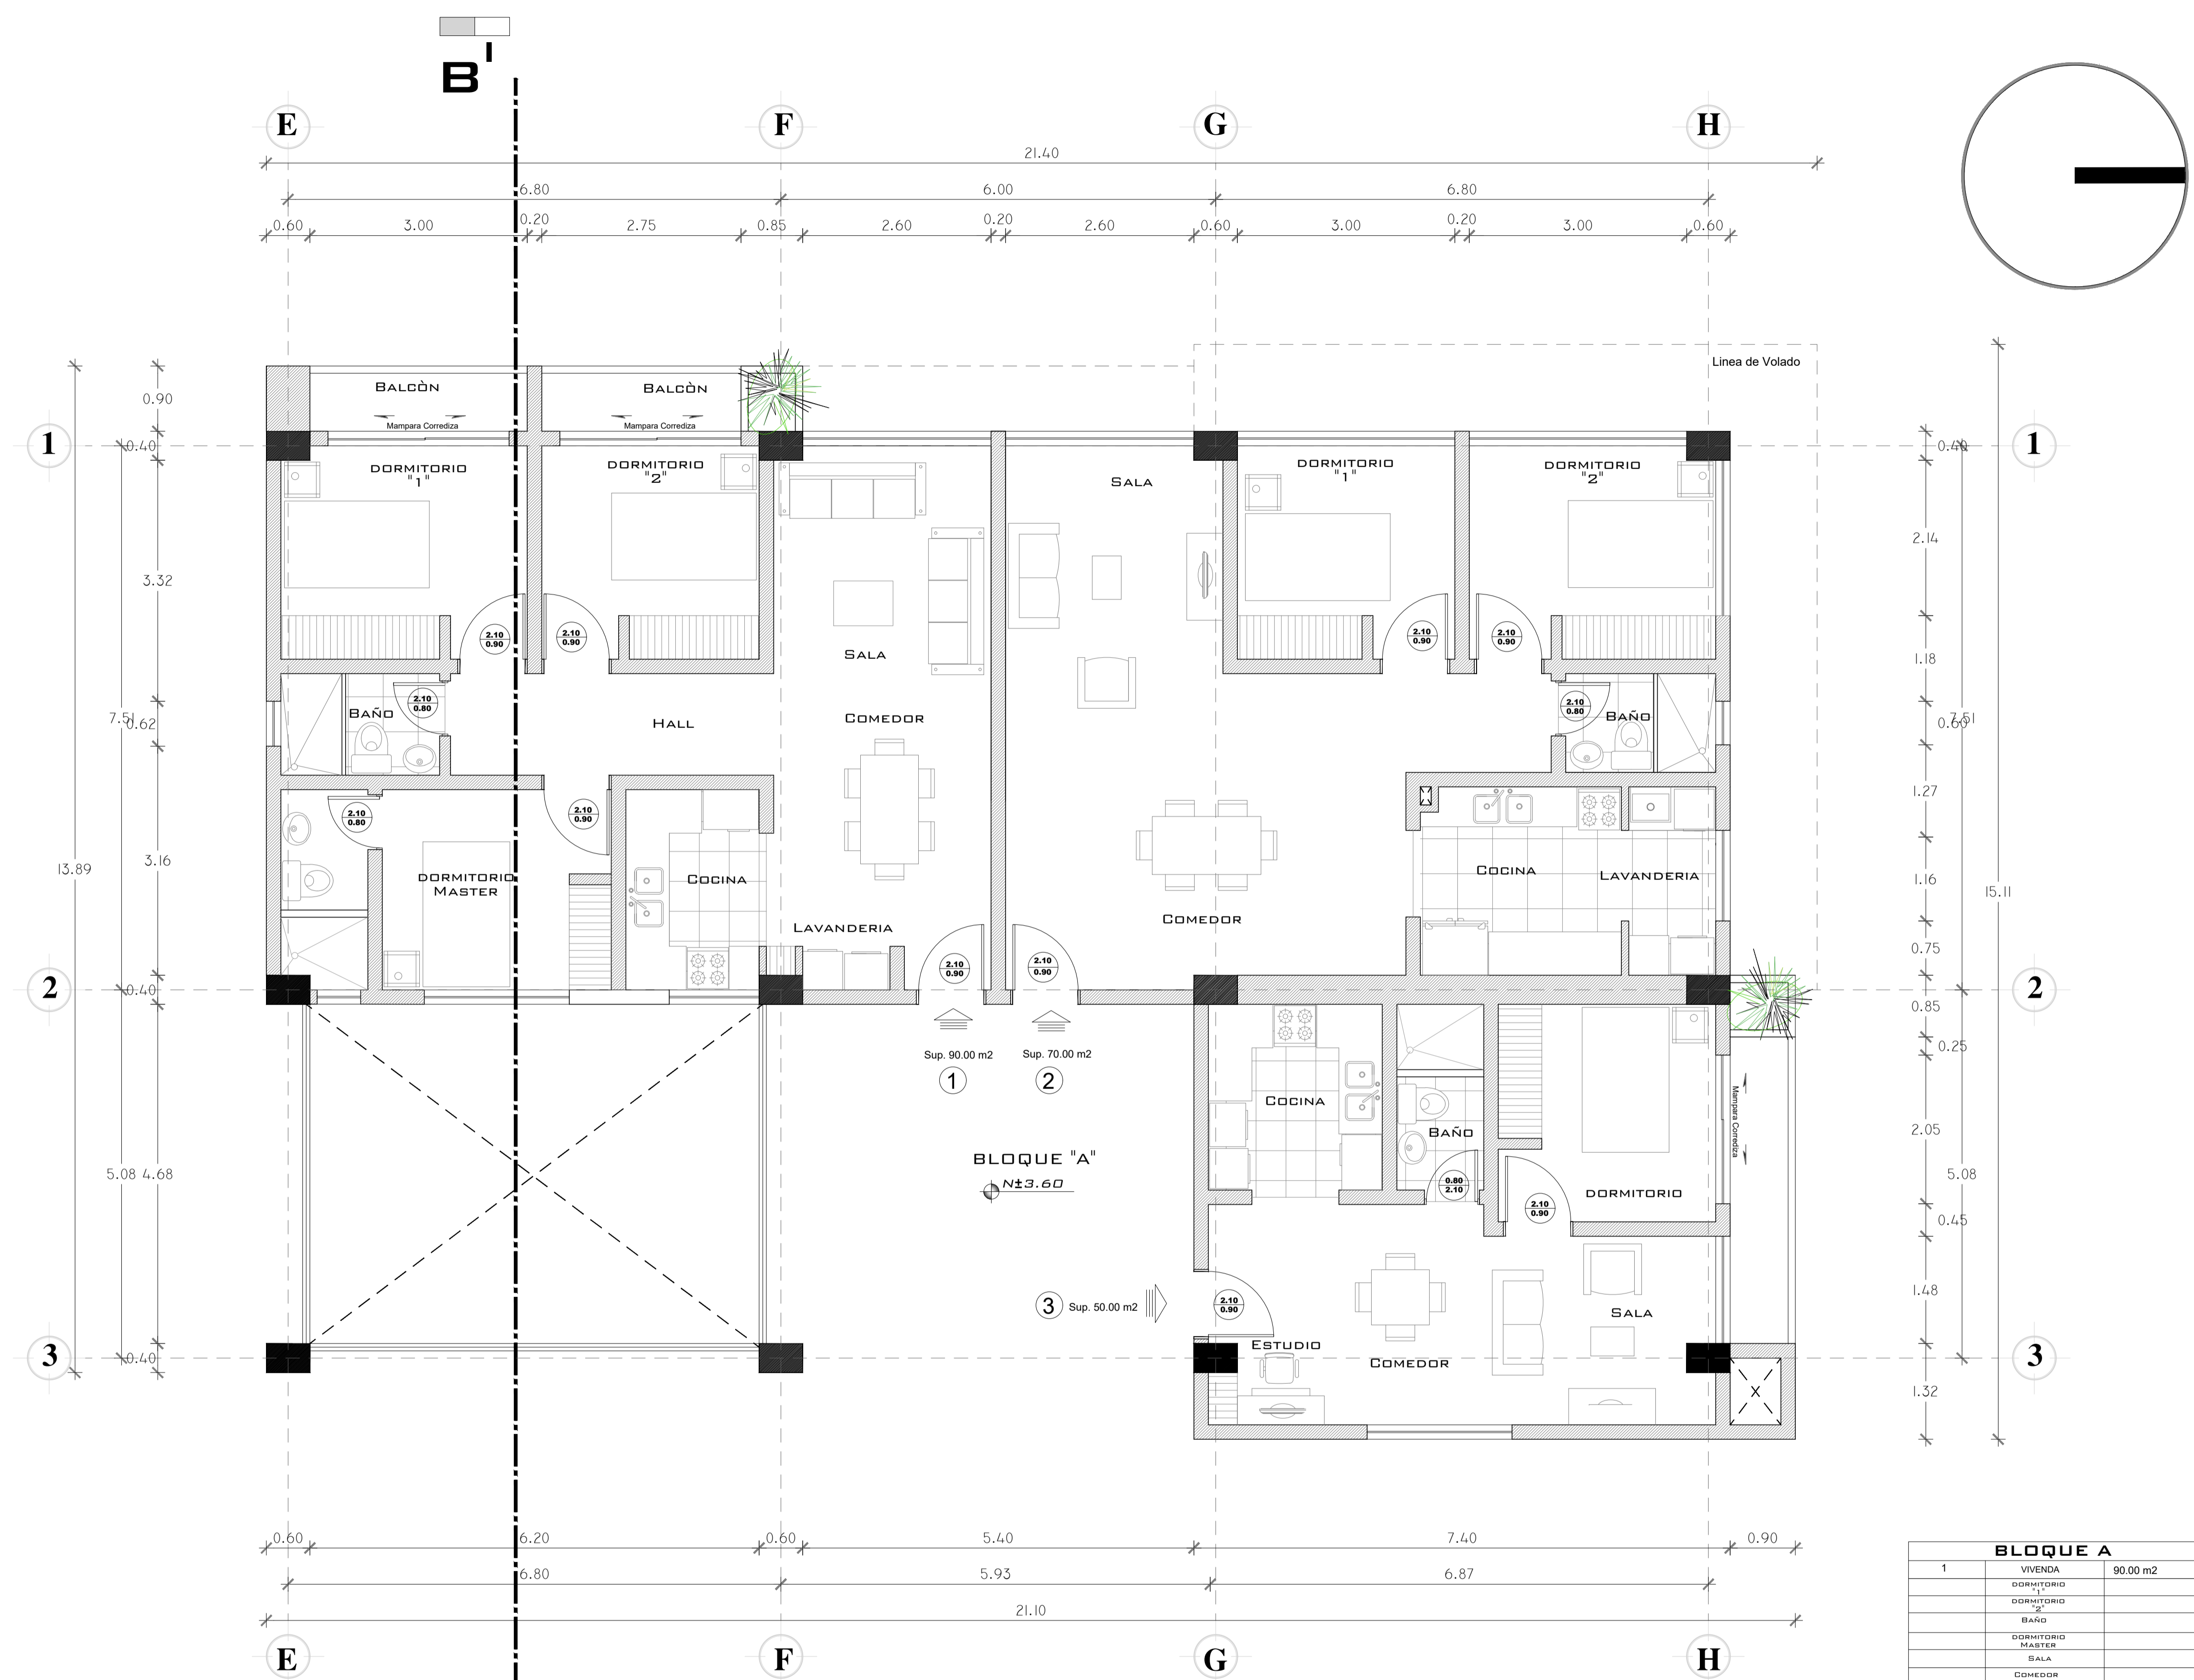 B'
E F G H
21.40
6.80 6.00 6.80
0.60 3.00 0.20 2.75 0.85 2.60 0.20 2.60 0.60 3.00 0.20 3.00 0.60
Linea de Volado
BALCÒN BALCÒN
Mampara Corrediza Mampara Corrediza
0.90
1 0.40 0.40 1
DORMITORIO "1"
DORMITORIO "2"
SALA
DORMITORIO "1"
DORMITORIO "2"
2.14
3.32
2.10
0.90
2.10
0.90
2.10
0.90
2.10
0.90
SALA
1.18
2.10
0.80
BAÑO
HALL
COMEDOR
2.10
0.80
BAÑO
7.51 0.62 0.60 7.51
1.27
2.10
0.80
2.10
0.90
13.89
3.16
DORMITORIO
MASTER
COCINA
COCINA
LAVANDERIA
1.16
15.11
COMEDOR
LAVANDERIA
0.75
2.10
0.90
2.10
0.90
2 0.40 2
0.85
0.25
Sup. 90.00 m2 Sup. 70.00 m2
1 2
COCINA
BAÑO
Mampara Corrediza
2.05
BLOQUE "A"
N±3.60
5.08 4.68 5.08
0.80
2.10
DORMITORIO
2.10
0.90
0.45
1.48
3 Sup. 50.00 m2
2.10
0.90
SALA
ESTUDIO
COMEDOR
3 0.40 3
1.32
X
0.60 6.20 0.60 5.40 7.40 0.90
6.80 5.93 6.87
21.10
E F G H
BLOQUE A
1 VIVENDA 90.00 m2
DORMITORIO
"1"
DORMITORIO
"2"
BAÑO
DORMITORIO
MASTER
SALA
COMEDOR